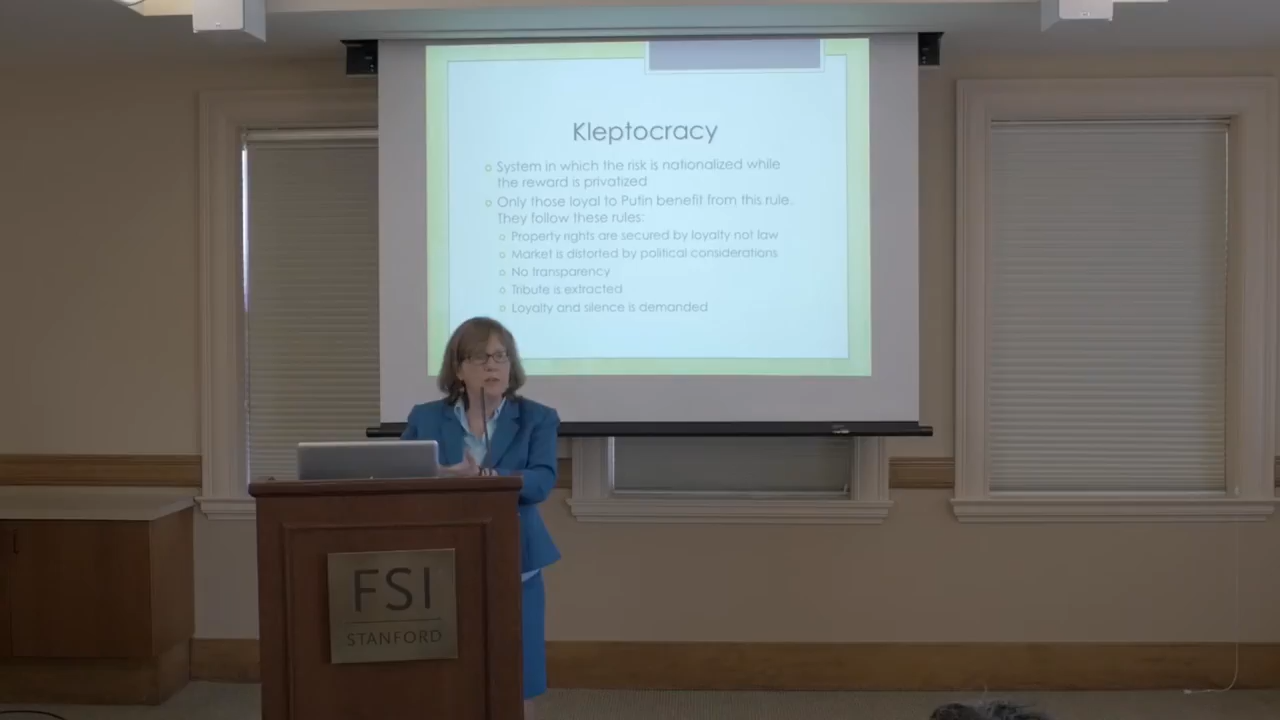 Kleptocracy
System in which the risk is nationalized while
the reward is privatized
Only those loyal to Putin benefit from this rule.
They follow these rules:
Property rights are secured by loyalty not law
Market is distorted by political considerations
No transparency
Tribute is extracted
Loyalty and silence is demanded
FSI
STANFORD